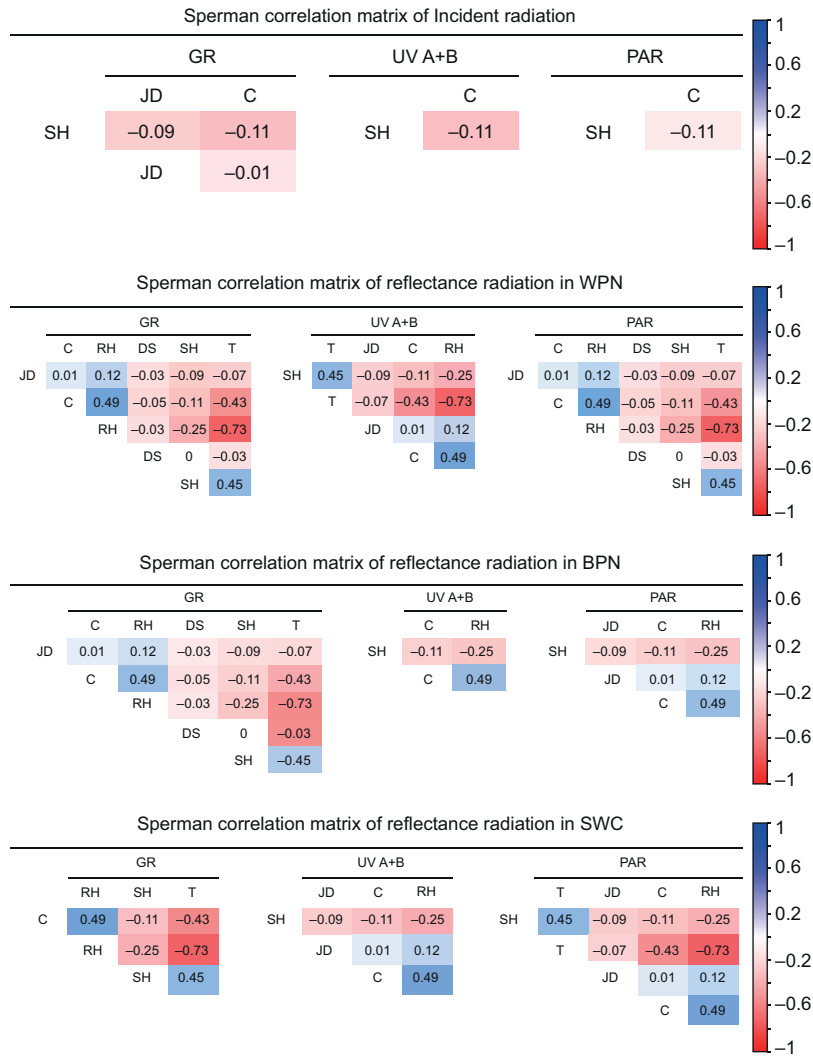 Sperman correlation matrix of Incident radiation
GR UV A+B PAR
JD C C C
SH –0.09 –0.11 SH –0.11 SH –0.11
JD –0.01
1
0.6
0.2
–0.2
–0.6
–1
Sperman correlation matrix of reflectance radiation in WPN
GR UV A+B PAR
C RH DS SH T T JD C RH C RH DS SH T
JD 0.01 0.12 –0.03 –0.09 –0.07 SH 0.45 –0.09 –0.11 –0.25 JD 0.01 0.12 –0.03 –0.09 –0.07
C 0.49 –0.05 –0.11 –0.43 T –0.07 –0.43 –0.73 C 0.49 –0.05 –0.11 –0.43
RH –0.03 –0.25 –0.73 JD 0.01 0.12 RH –0.03 –0.25 –0.73
DS 0 –0.03 C 0.49 DS 0 –0.03
SH 0.45 SH 0.45
1
0.6
0.2
–0.2
–0.6
–1
Sperman correlation matrix of reflectance radiation in BPN
GR UV A+B PAR
C RH DS SH T C RH JD C RH
JD 0.01 0.12 –0.03 –0.09 –0.07 SH –0.11 –0.25 SH –0.09 –0.11 –0.25
C 0.49 –0.05 –0.11 –0.43 C 0.49 JD 0.01 0.12
RH –0.03 –0.25 –0.73 C 0.49
DS 0 –0.03
SH –0.45
1
0.6
0.2
–0.2
–0.6
–1
Sperman correlation matrix of reflectance radiation in SWC
GR UV A+B PAR
RH SH T JD C RH T JD C RH
C 0.49 –0.11 –0.43 SH –0.09 –0.11 –0.25 SH 0.45 –0.09 –0.11 –0.25
RH –0.25 –0.73 JD 0.01 0.12 T –0.07 –0.43 –0.73
SH 0.45 C 0.49 JD 0.01 0.12
C 0.49
1
0.6
0.2
–0.2
–0.6
–1